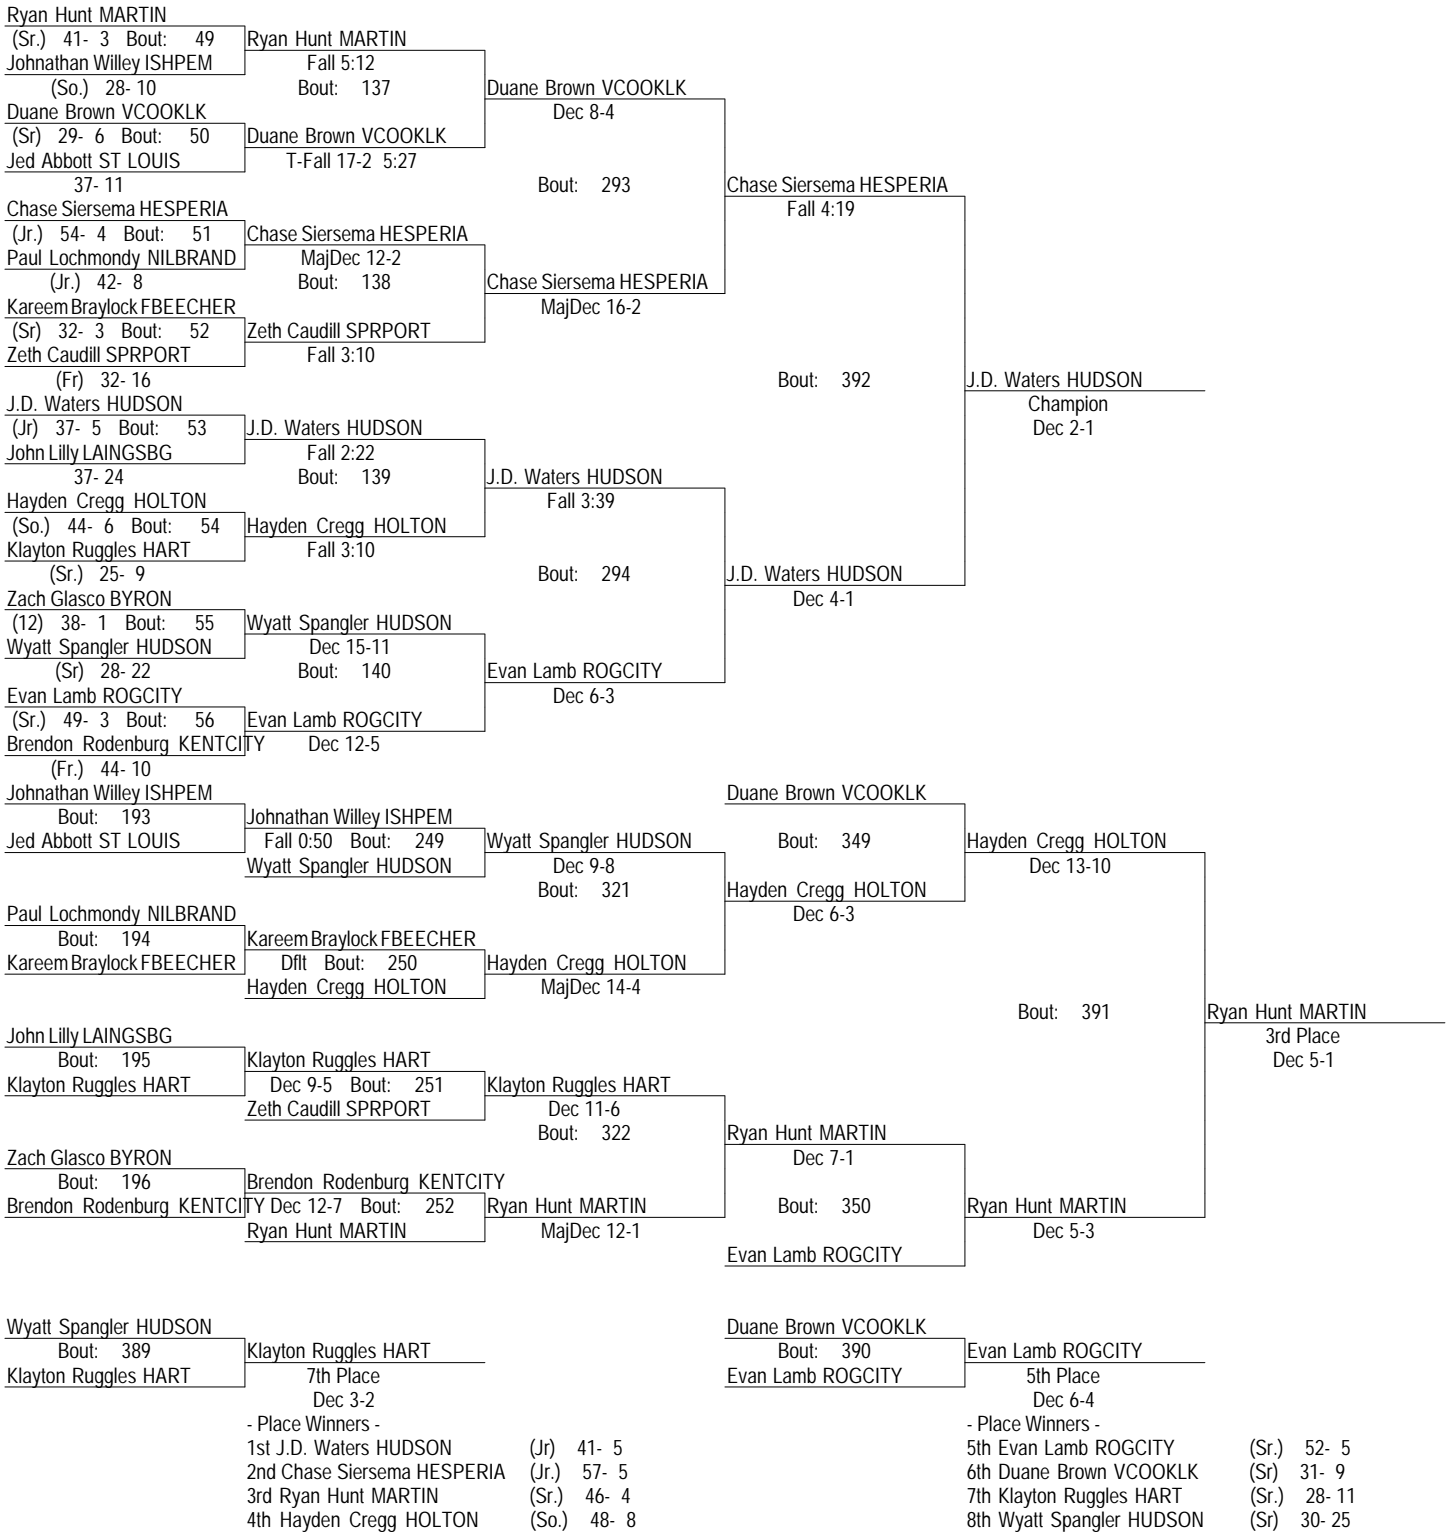 Ryan Hunt MARTIN
(Sr.) 41- 3 Bout: 49 Ryan Hunt MARTIN
Johnathan Willey ISHPEM Fall 5:12
(So.) 28- 10 Bout: 137 Duane Brown VCOOKLK
Duane Brown VCOOKLK Dec 8-4
(Sr) 29- 6 Bout: 50 Duane Brown VCOOKLK
Jed Abbott ST LOUIS T-Fall 17-2 5:27
37- 11 Bout: 293 Chase Siersema HESPERIA
Chase Siersema HESPERIA Fall 4:19
(Jr.) 54- 4 Bout: 51 Chase Siersema HESPERIA
Paul Lochmondy NILBRAND MajDec 12-2
(Jr.) 42- 8 Bout: 138 Chase Siersema HESPERIA
Kareem Braylock FBEECHER MajDec 16-2
(Sr) 32- 3 Bout: 52 Zeth Caudill SPRPORT
Zeth Caudill SPRPORT Fall 3:10
(Fr) 32- 16 Bout: 392 J.D. Waters HUDSON
J.D. Waters HUDSON Champion
(Jr) 37- 5 Bout: 53 J.D. Waters HUDSON Dec 2-1
John Lilly LAINGSBG Fall 2:22
37- 24 Bout: 139 J.D. Waters HUDSON
Hayden Cregg HOLTON Fall 3:39
(So.) 44- 6 Bout: 54 Hayden Cregg HOLTON
Klayton Ruggles HART Fall 3:10
(Sr.) 25- 9 Bout: 294 J.D. Waters HUDSON
Zach Glasco BYRON Dec 4-1
(12) 38- 1 Bout: 55 Wyatt Spangler HUDSON
Wyatt Spangler HUDSON Dec 15-11
(Sr) 28- 22 Bout: 140 Evan Lamb ROGCITY
Evan Lamb ROGCITY Dec 6-3
(Sr.) 49- 3 Bout: 56 Evan Lamb ROGCITY
Brendon Rodenburg KENTCITY Dec 12-5
(Fr.) 44- 10
Johnathan Willey ISHPEM Duane Brown VCOOKLK
Bout: 193 Johnathan Willey ISHPEM
Jed Abbott ST LOUIS Fall 0:50 Bout: 249 Wyatt Spangler HUDSON Bout: 349 Hayden Cregg HOLTON
Wyatt Spangler HUDSON Dec 9-8 Dec 13-10
Bout: 321 Hayden Cregg HOLTON
Paul Lochmondy NILBRAND Dec 6-3
Bout: 194 Kareem Braylock FBEECHER
Kareem Braylock FBEECHER Dflt Bout: 250 Hayden Cregg HOLTON
Hayden Cregg HOLTON MajDec 14-4
Bout: 391 Ryan Hunt MARTIN
John Lilly LAINGSBG 3rd Place
Bout: 195 Klayton Ruggles HART Dec 5-1
Klayton Ruggles HART Dec 9-5 Bout: 251 Klayton Ruggles HART
Zeth Caudill SPRPORT Dec 11-6
Bout: 322 Ryan Hunt MARTIN
Zach Glasco BYRON Dec 7-1
Bout: 196 Brendon Rodenburg KENTCITY
Brendon Rodenburg KENTCITY Dec 12-7 Bout: 252 Ryan Hunt MARTIN Bout: 350 Ryan Hunt MARTIN
Ryan Hunt MARTIN MajDec 12-1 Dec 5-3
Evan Lamb ROGCITY
Wyatt Spangler HUDSON Duane Brown VCOOKLK
Bout: 389 Klayton Ruggles HART Bout: 390 Evan Lamb ROGCITY
Klayton Ruggles HART 7th Place Evan Lamb ROGCITY 5th Place
Dec 3-2 Dec 6-4
- Place Winners - - Place Winners -
1st J.D. Waters HUDSON (Jr) 41- 5 5th Evan Lamb ROGCITY (Sr.) 52- 5
2nd Chase Siersema HESPERIA (Jr.) 57- 5 6th Duane Brown VCOOKLK (Sr) 31- 9
3rd Ryan Hunt MARTIN (Sr.) 46- 4 7th Klayton Ruggles HART (Sr.) 28- 11
4th Hayden Cregg HOLTON (So.) 48- 8 8th Wyatt Spangler HUDSON (Sr) 30- 25